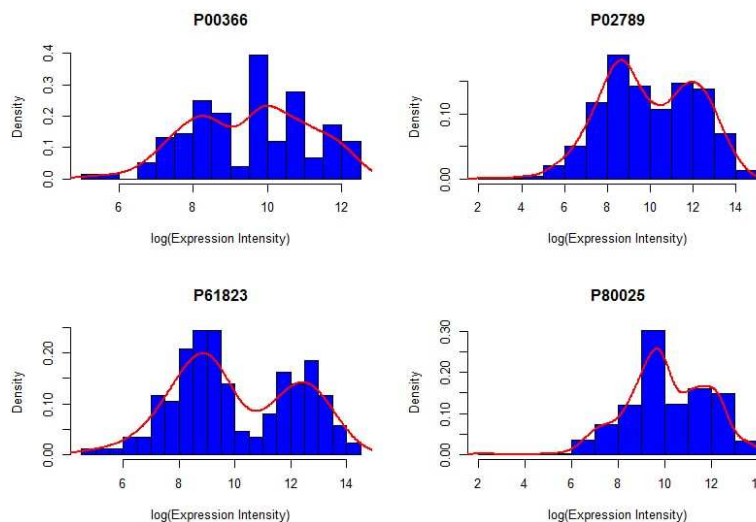 P00366
Density
0.0 0.1 0.2 0.3 0.4
6 8 10 12
log(Expression Intensity)
P02789
Density
0.00 0.10
2 4 6 8 10 12 14
log(Expression Intensity)
P61823
Density
0.00 0.10 0.20
6 8 10 12 14
log(Expression Intensity)
P80025
Density
0.00 0.10 0.20 0.30
2 4 6 8 10 12 14
log(Expression Intensity)